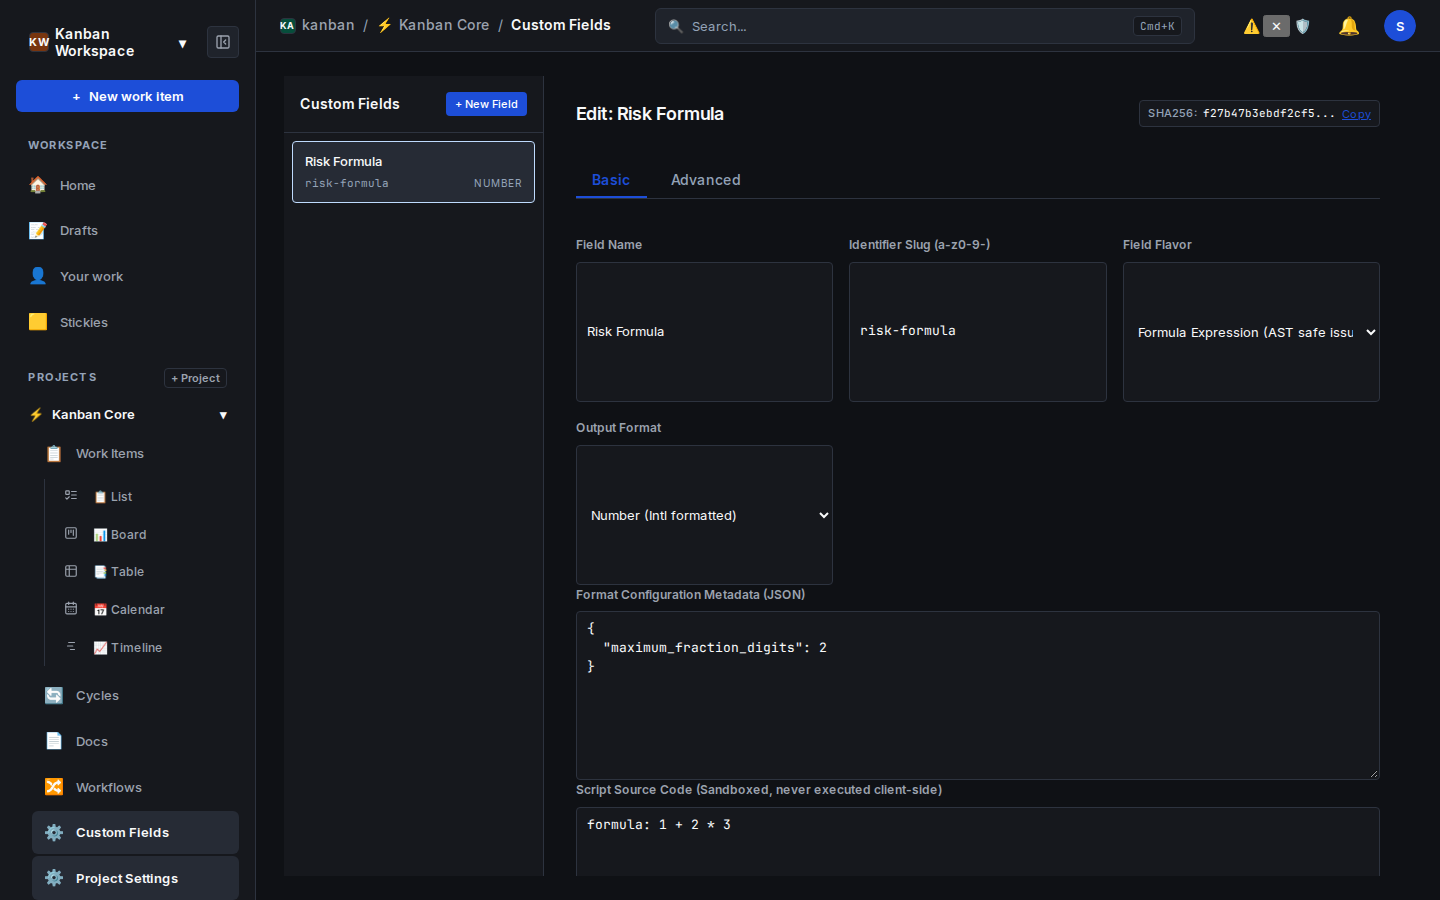 KW
Kanban
Workspace
▼
+ New work item
WORKSPACE
Home
Drafts
Your work
Stickies
PROJECTS
+ Project
Kanban Core
▼
Work Items
List
Board
Table
Calendar
Timeline
Cycles
Docs
Workflows
Custom Fields
Project Settings
KA kanban / ⚡ Kanban Core / Custom Fields
Search...
Cmd+K
✕
S
Custom Fields
+ New Field
Risk Formula
risk-formula
NUMBER
Edit: Risk Formula
SHA256: f27b47b3ebdf2cf5... Copy
Basic
Advanced
Field Name
Identifier Slug (a-z0-9-)
Field Flavor
Risk Formula
risk-formula
Formula Expression (AST safe issu
Output Format
Number (Intl formatted)
Format Configuration Metadata (JSON)
{
"maximum_fraction_digits": 2
}
Script Source Code (Sandboxed, never executed client-side)
formula: 1 + 2 * 3